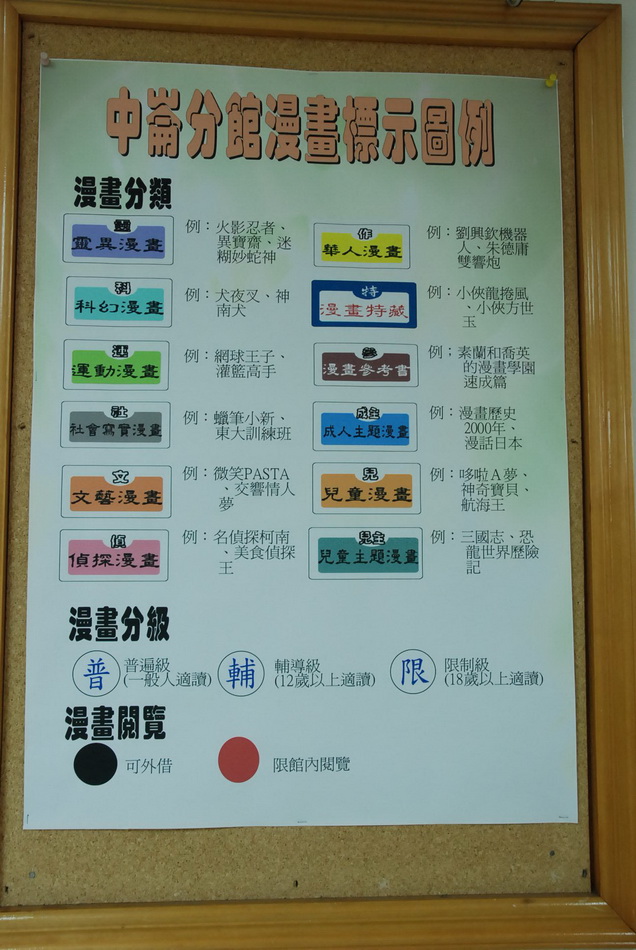 中崙分館漫畫標示圖例
漫畫分類
靈
靈異漫畫
例：火影忍者、
異寶齋、迷
糊妙蛇神
作
華人漫畫
例：劉興欽機器
人、朱德庸
雙響炮
科
科幻漫畫
例：犬夜叉、神
南犬
特
漫畫特藏
例：小俠龍捲風
、小俠方世
玉
運
運動漫畫
例：網球王子、
灌籃高手
參
漫畫參考書
例：素蘭和喬英
的漫畫學園
速成篇
社
社會寫實漫畫
例：蠟筆小新、
東大訓練班
成主
成人主題漫畫
例：漫畫歷史
2000年、
漫話日本
文
文藝漫畫
例：微笑PASTA
、交響情人
夢
兒
兒童漫畫
例：哆啦A夢、
神奇寶貝、
航海王
偵
偵探漫畫
例：名偵探柯南
、美食偵探
王
兒主
兒童主題漫畫
例：三國志、恐
龍世界歷險
記
漫畫分級
普 普遍級
(一般人適讀)
輔 輔導級
(12歲以上適讀)
限 限制級
(18歲以上適讀)
漫畫閱覽
可外借
限館內閱覽